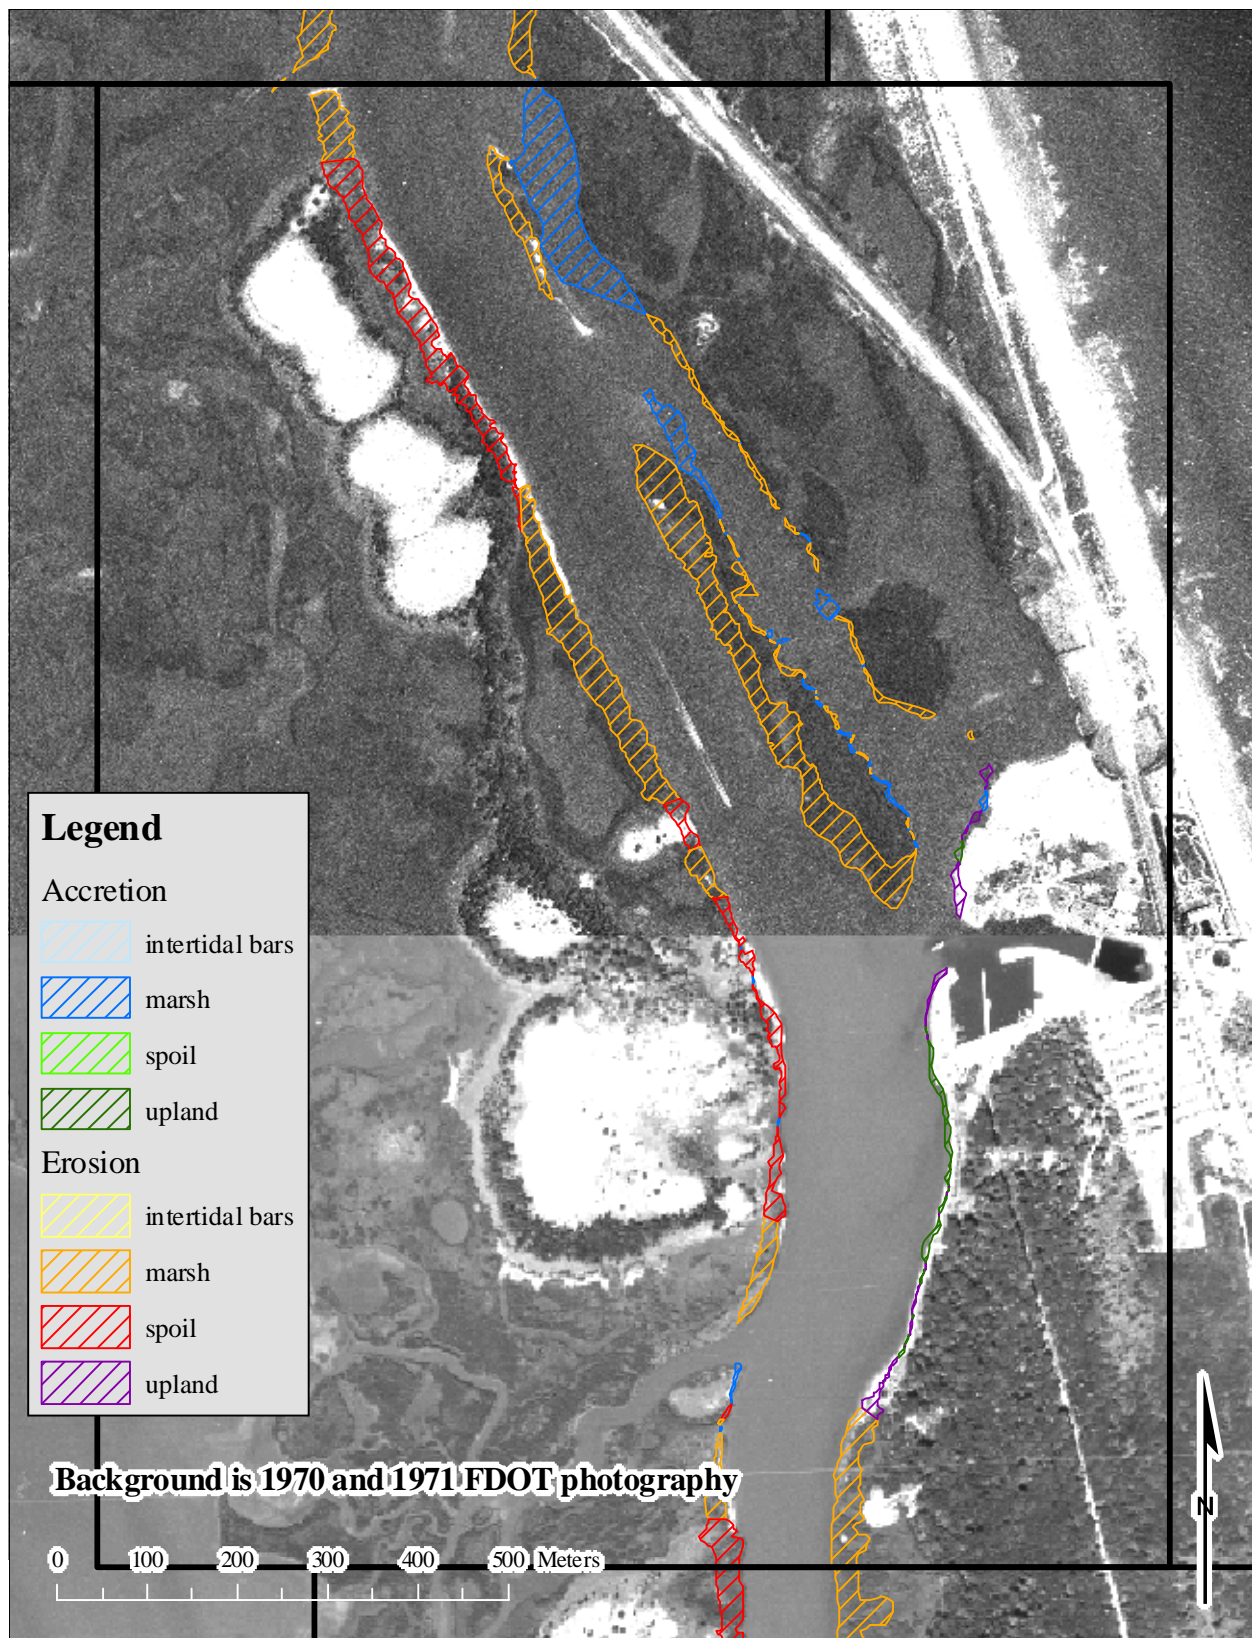 Legend
Accretion
intertidal bars
marsh
spoil
upland
Erosion
intertidal bars
marsh
spoil
upland
Background is 1970 and 1971 FDOT photography
0 100 200 300 400 500 Meters
N